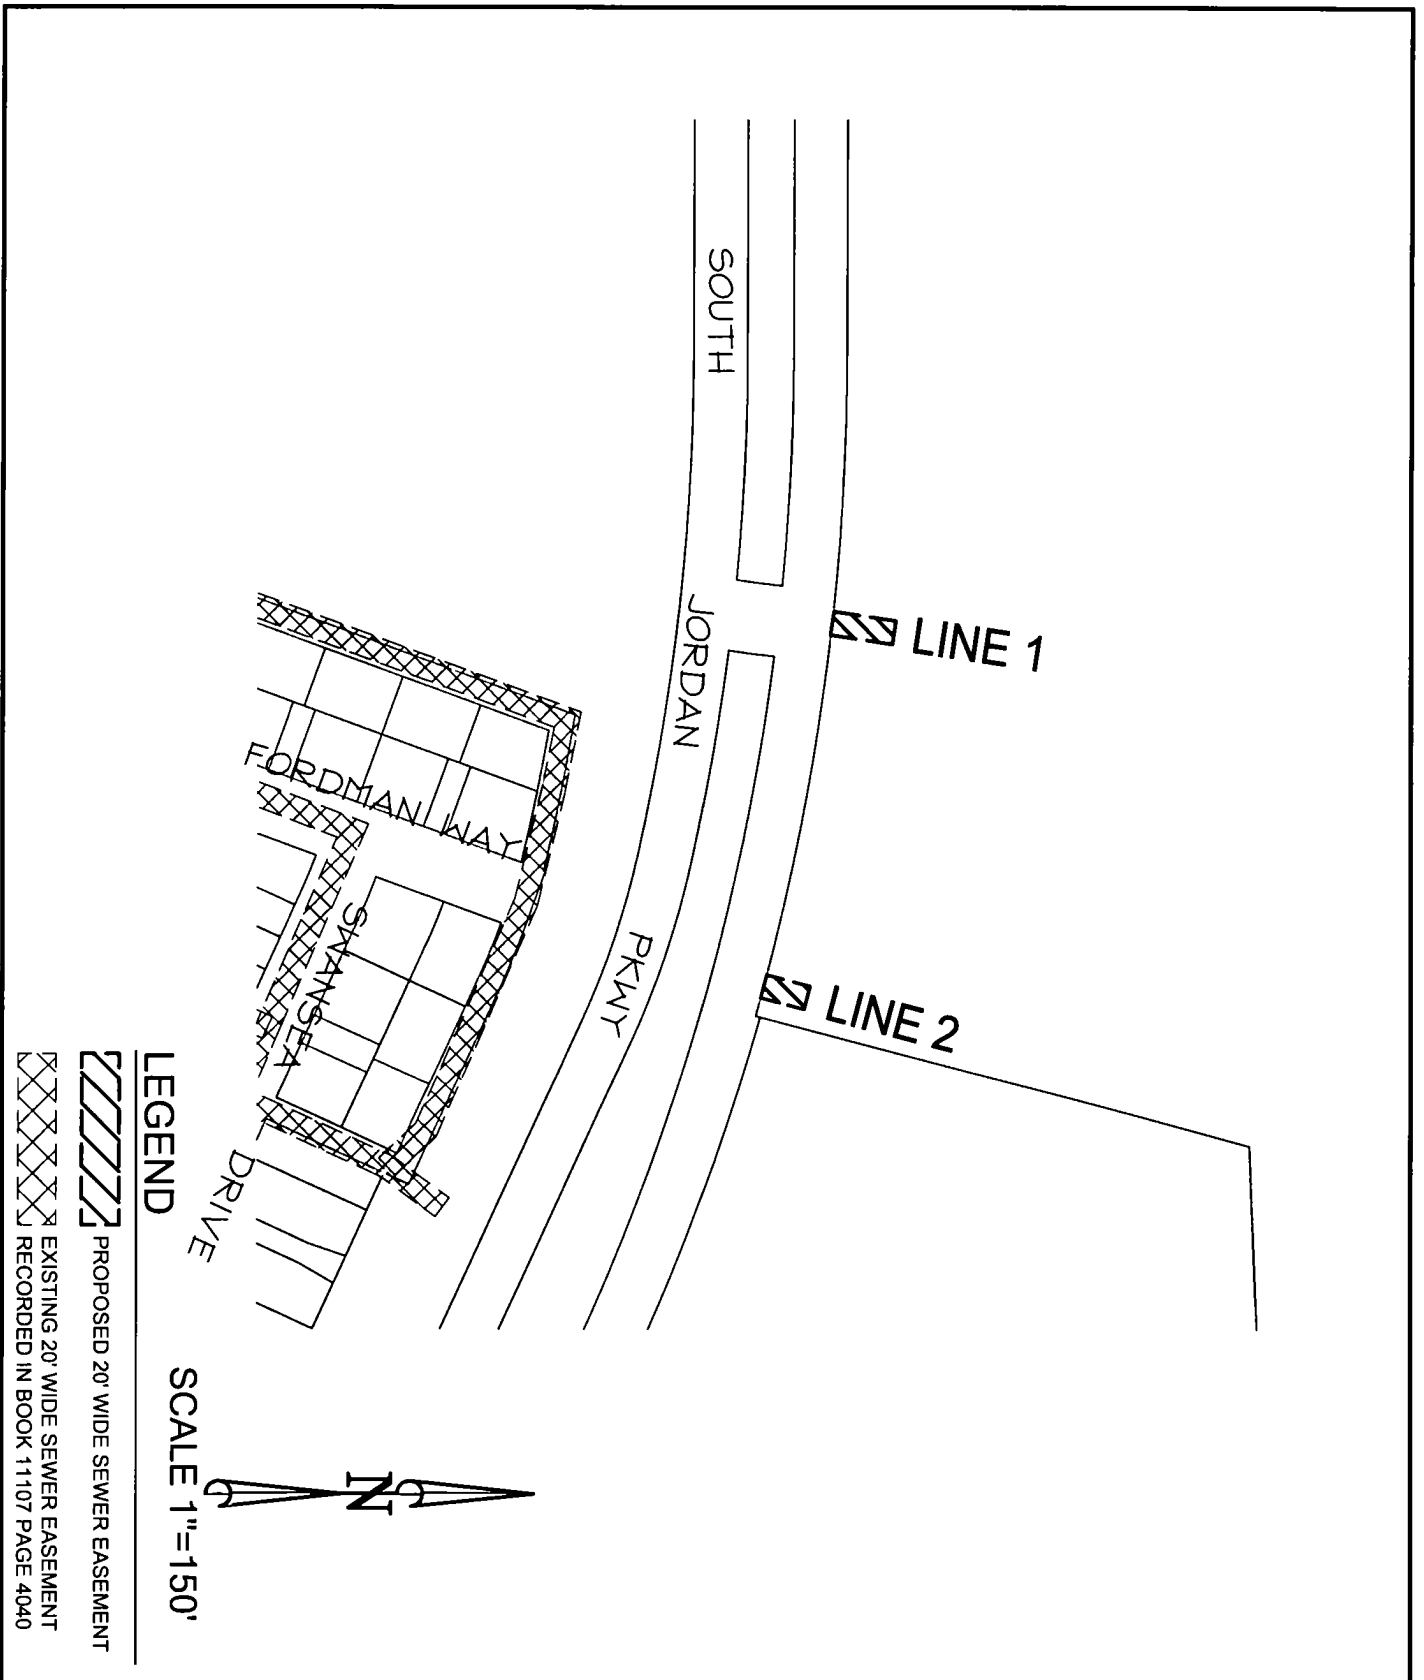 LINE 1
LINE 2
SOUTH
JORDAN
PKWY
FORDMAN WAY
SWANSEA
DRIVE
N
SCALE 1"=150'
LEGEND
PROPOSED 20' WIDE SEWER EASEMENT
EXISTING 20' WIDE SEWER EASEMENT
RECORDED IN BOOK 11107 PAGE 4040